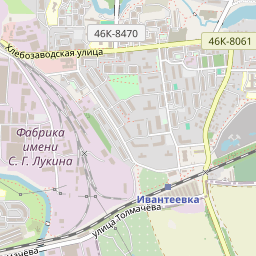 46К-8470
46К-8061
Хлебозаводская улица
Фабрика
имени
С. Г. Лукина
Ивантеевка
улица Толмачёва